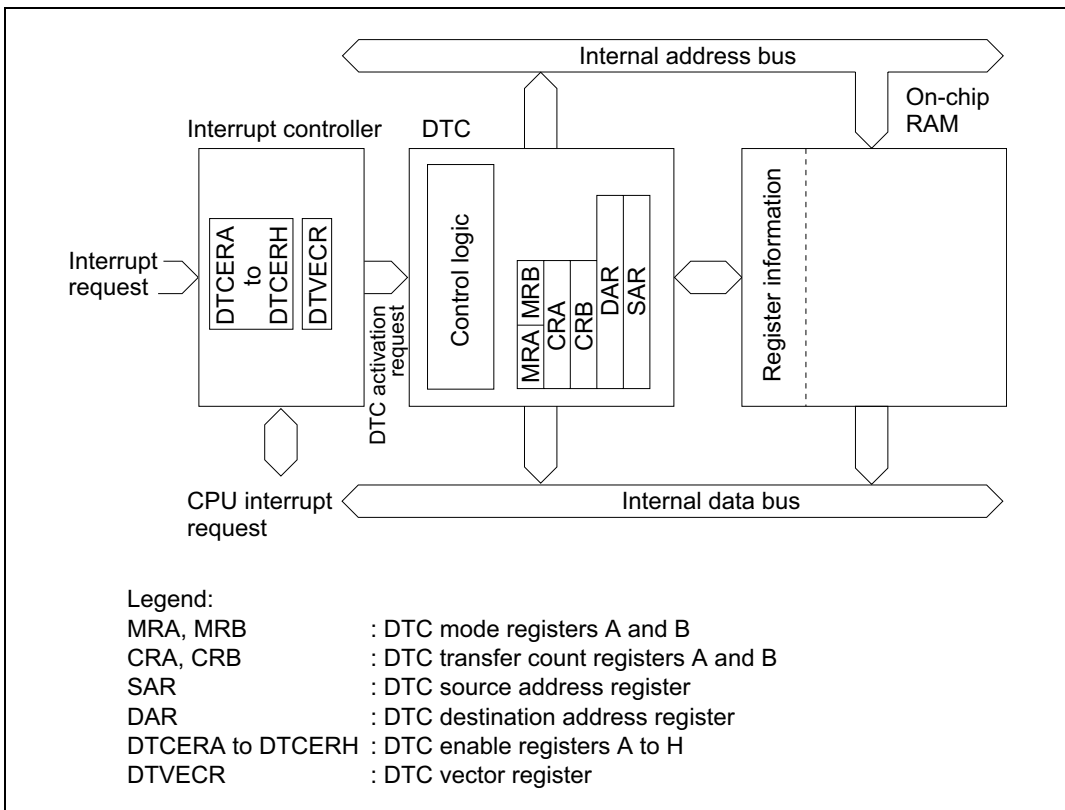 Internal address bus
On-chip
RAM
Interrupt controller
DTC
Interrupt
request
DTCERA
to
DTCERH
DTVECR
DTC activation
request
Control logic
MRA
MRB
CRA
CRB
DAR
SAR
Register information
CPU interrupt
request
Internal data bus
Legend:
MRA, MRB : DTC mode registers A and B
CRA, CRB : DTC transfer count registers A and B
SAR : DTC source address register
DAR : DTC destination address register
DTCERA to DTCERH : DTC enable registers A to H
DTVECR : DTC vector register